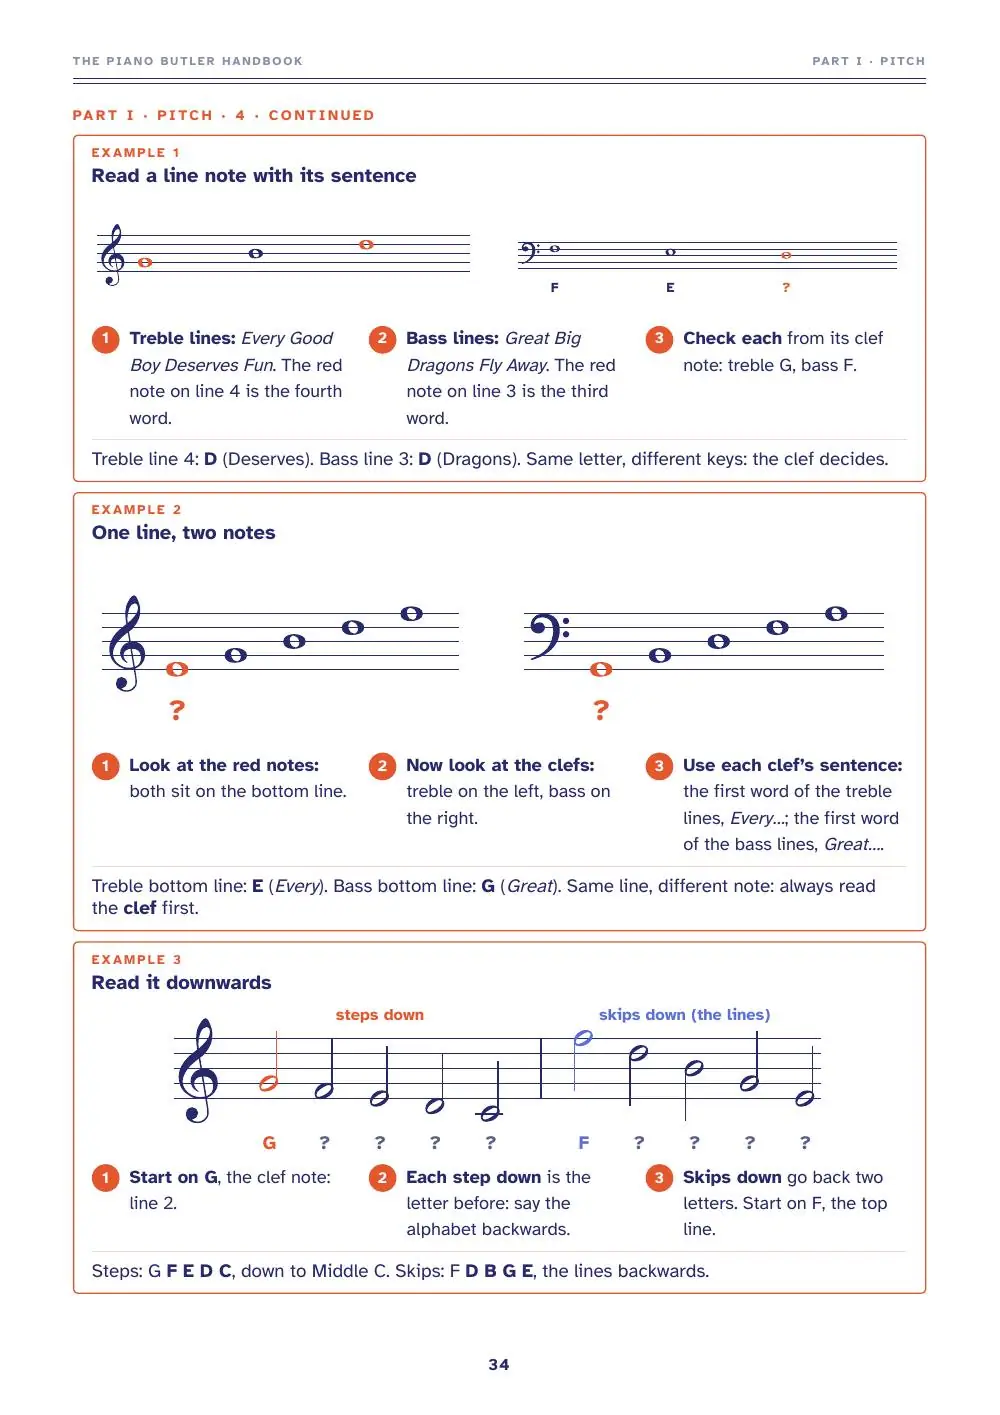 THE PIANO BUTLER HANDBOOK
PART I · PITCH
PART I · PITCH · 4 · CONTINUED
EXAMPLE 1
Read a line note with its sentence
F E ?
1 Treble lines: Every Good
Boy Deserves Fun. The red
note on line 4 is the fourth
word.
2 Bass lines: Great Big
Dragons Fly Away. The red
note on line 3 is the third
word.
3 Check each from its clef
note: treble G, bass F.
Treble line 4: D (Deserves). Bass line 3: D (Dragons). Same letter, different keys: the clef decides.
EXAMPLE 2
One line, two notes
? ?
1 Look at the red notes:
both sit on the bottom line.
2 Now look at the clefs:
treble on the left, bass on
the right.
3 Use each clef’s sentence:
the first word of the treble
lines, Every…; the first word
of the bass lines, Great….
Treble bottom line: E (Every). Bass bottom line: G (Great). Same line, different note: always read
the clef first.
EXAMPLE 3
Read it downwards
steps down
skips down (the lines)
G ? ? ? ? F ? ? ? ?
1 Start on G, the clef note:
line 2.
2 Each step down is the
letter before: say the
alphabet backwards.
3 Skips down go back two
letters. Start on F, the top
line.
Steps: G F E D C, down to Middle C. Skips: F D B G E, the lines backwards.
34